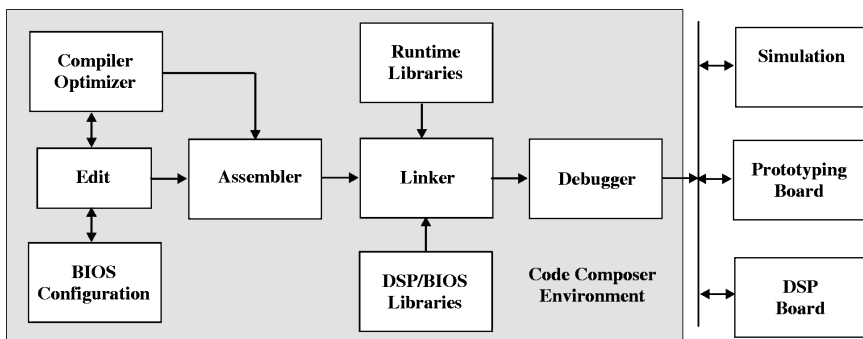 Compiler
Optimizer
Runtime
Libraries
Simulation
Edit
Assembler
Linker
Debugger
Prototyping
Board
BIOS
Configuration
DSP/BIOS
Libraries
Code Composer
Environment
DSP
Board